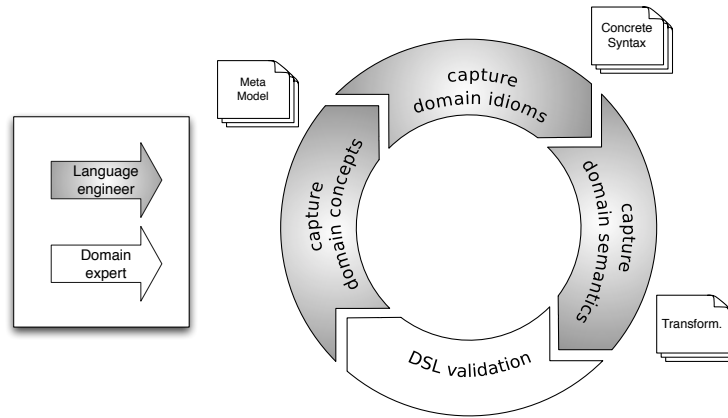 Concrete
Syntax
Meta
Model
capture
domain idioms
Language
engineer
Domain
expert
capture
domain concepts
capture
domain semantics
Transform.
DSL validation